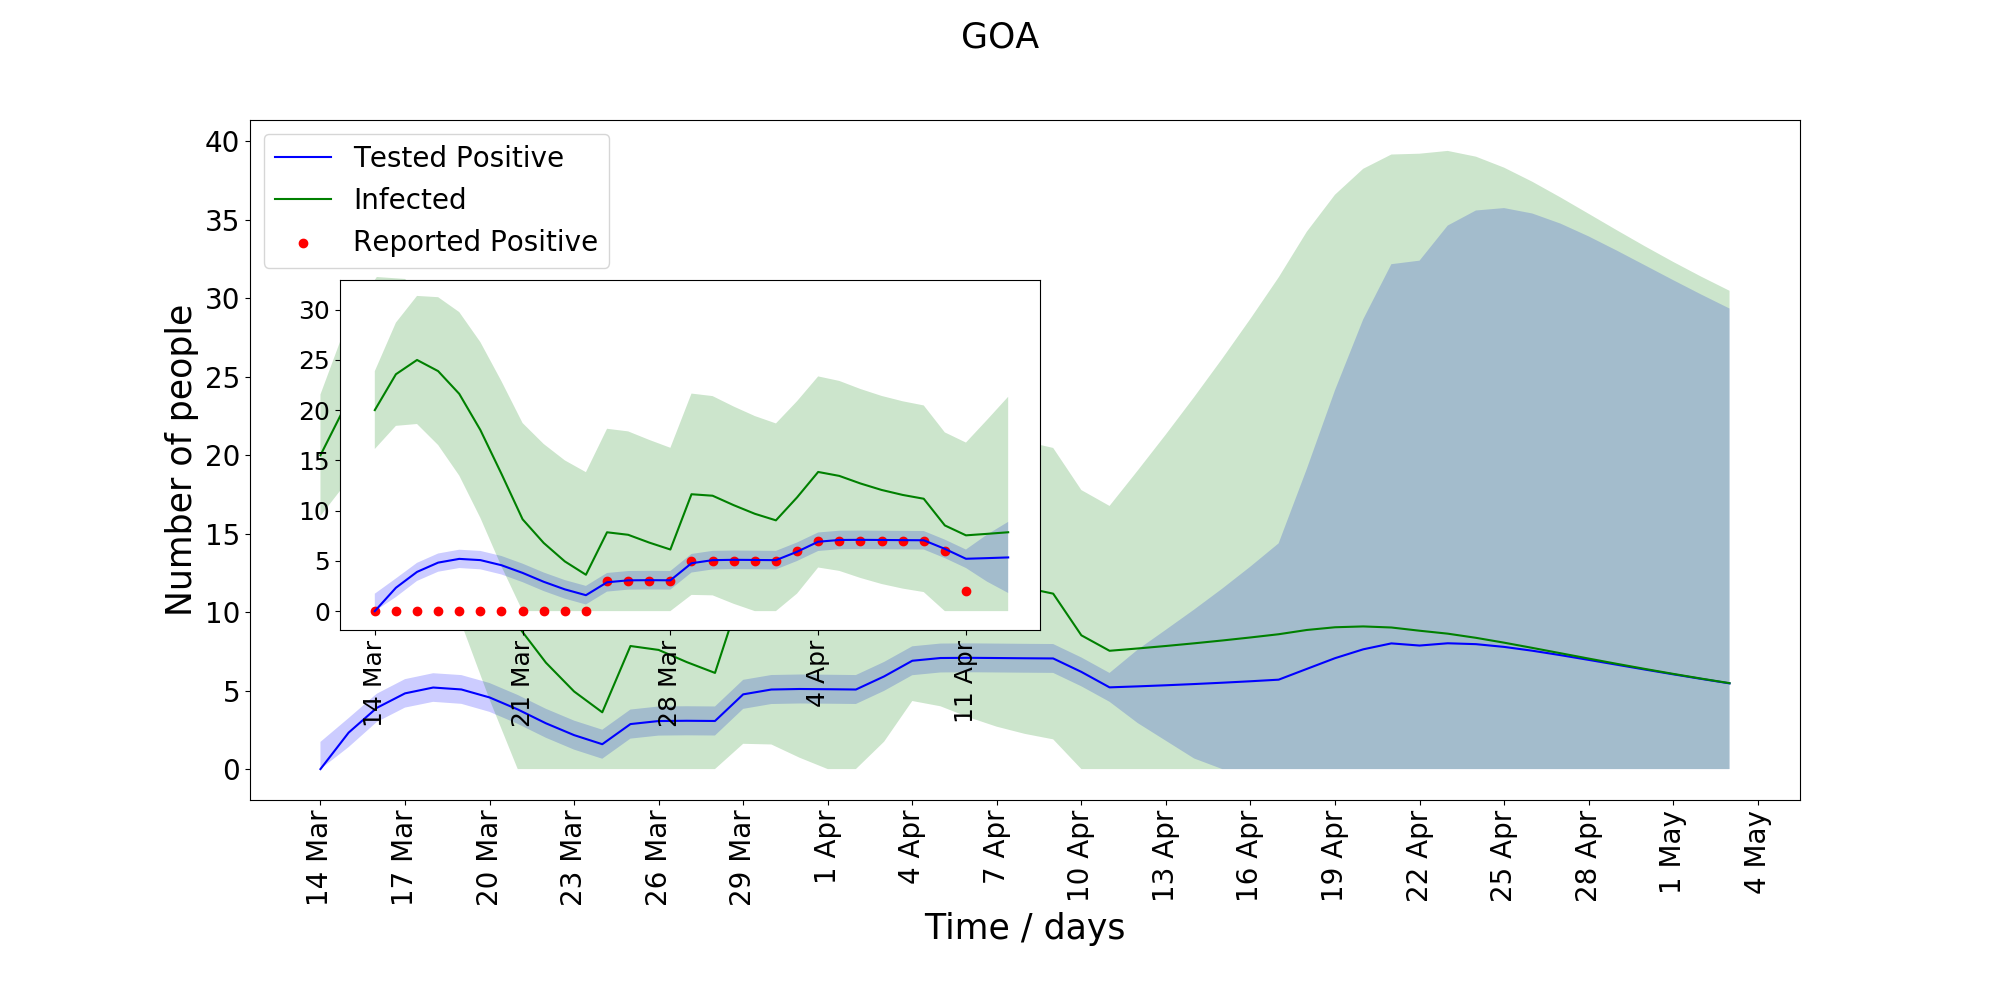 GOA
Tested Positive
Infected
Reported Positive
Number of people
40
35
30
25
20
15
10
5
0
30
25
20
15
10
5
0
14 Mar
21 Mar
28 Mar
4 Apr
11 Apr
14 Mar
17 Mar
20 Mar
23 Mar
26 Mar
29 Mar
1 Apr
4 Apr
7 Apr
10 Apr
13 Apr
16 Apr
19 Apr
22 Apr
25 Apr
28 Apr
1 May
4 May
Time / days